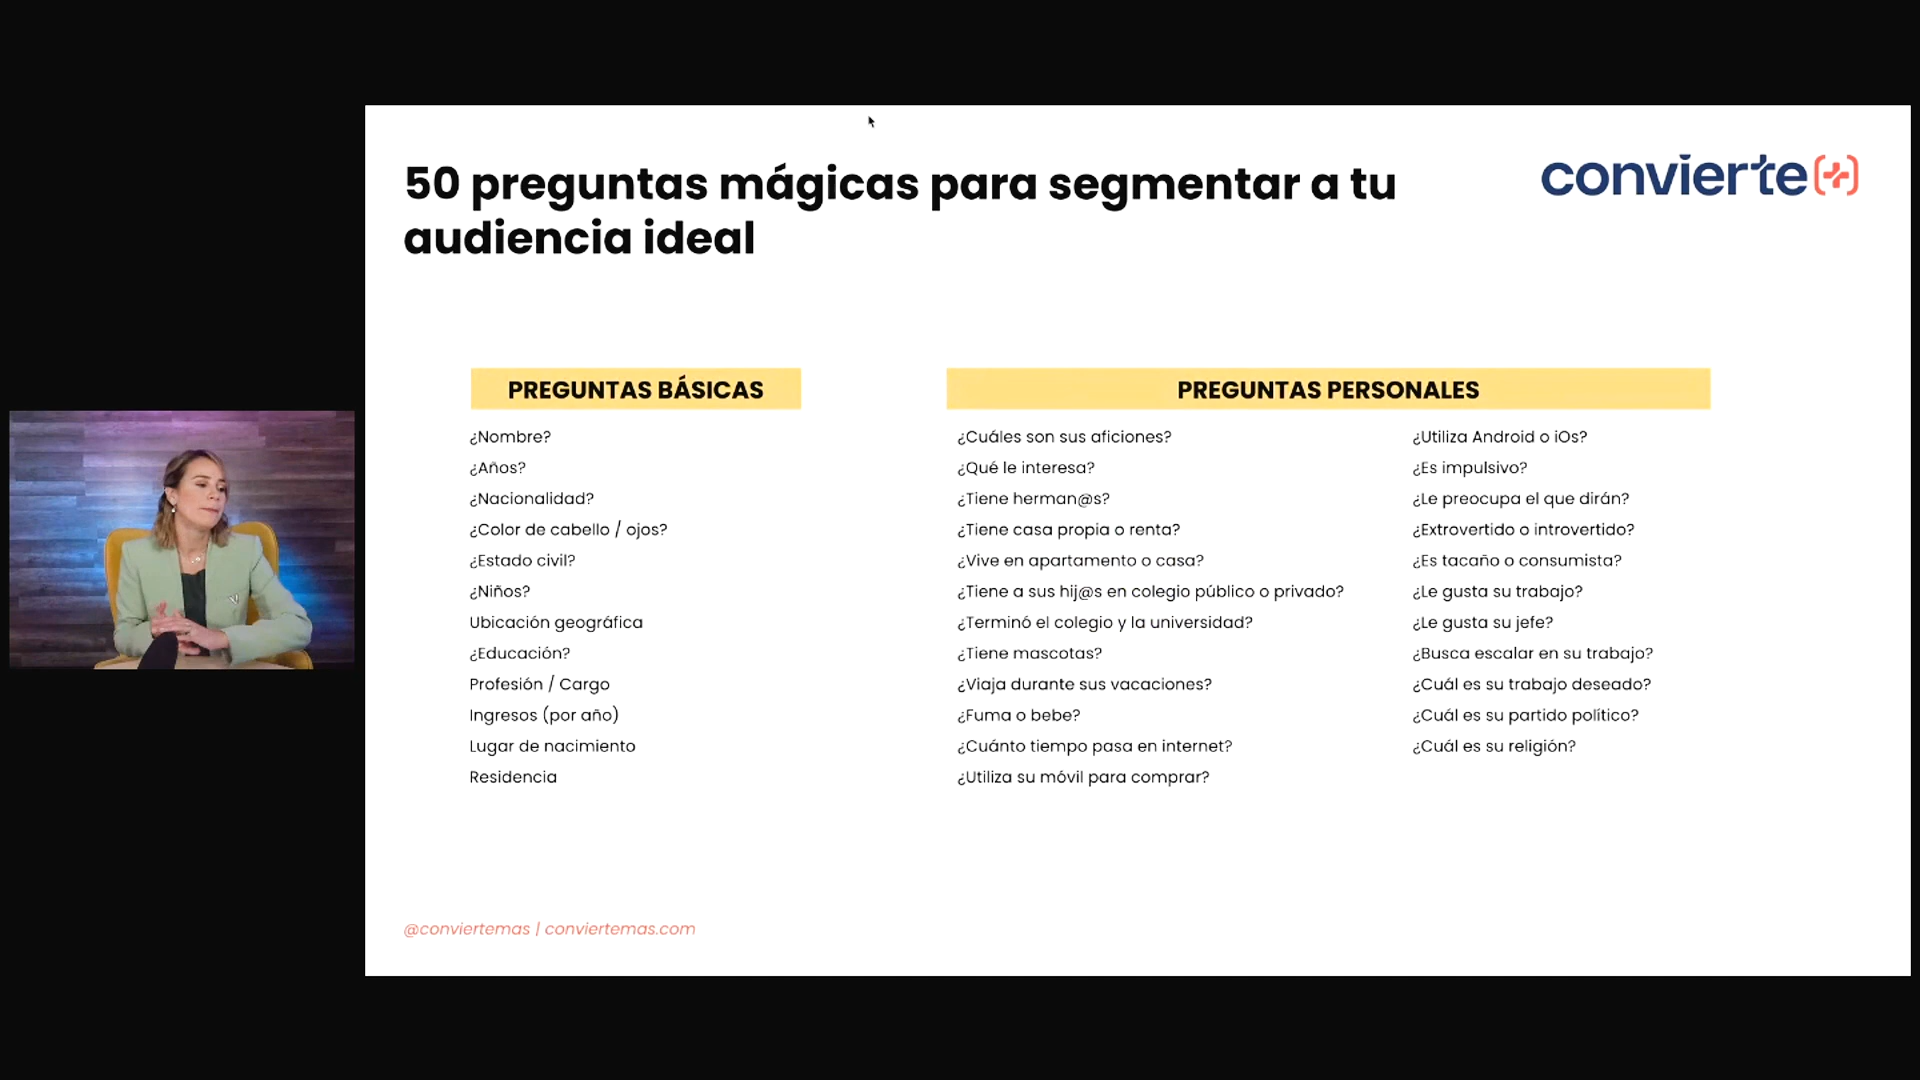 50 preguntas mágicas para segmentar a tu
audiencia ideal
convierte[+]
PREGUNTAS BÁSICAS
¿Nombre?
¿Años?
¿Nacionalidad?
¿Color de cabello / ojos?
¿Estado civil?
¿Niños?
Ubicación geográfica
¿Educación?
Profesión / Cargo
Ingresos (por año)
Lugar de nacimiento
Residencia
PREGUNTAS PERSONALES
¿Cuáles son sus aficiones?
¿Qué le interesa?
¿Tiene herman@s?
¿Tiene casa propia o renta?
¿Vive en apartamento o casa?
¿Tiene a sus hij@s en colegio público o privado?
¿Terminó el colegio y la universidad?
¿Tiene mascotas?
¿Viaja durante sus vacaciones?
¿Fuma o bebe?
¿Cuánto tiempo pasa en internet?
¿Utiliza su móvil para comprar?
¿Utiliza Android o iOs?
¿Es impulsivo?
¿Le preocupa el que dirán?
¿Extrovertido o introvertido?
¿Es tacaño o consumista?
¿Le gusta su trabajo?
¿Le gusta su jefe?
¿Busca escalar en su trabajo?
¿Cuál es su trabajo deseado?
¿Cuál es su partido político?
¿Cuál es su religión?
@conviertemas | conviertemas.com